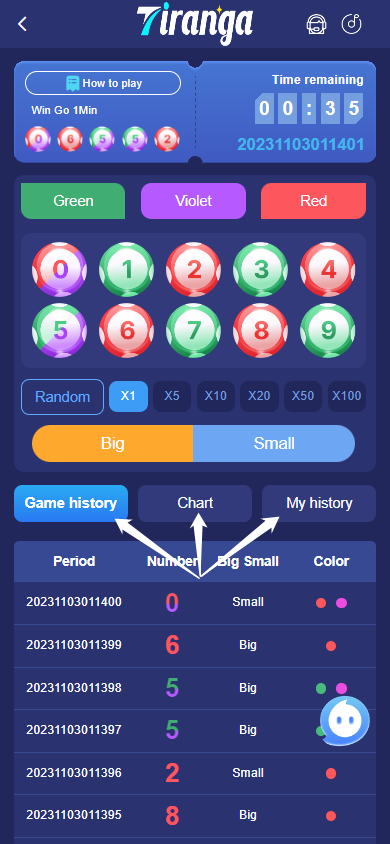 Tiranga
How to play
Time remaining
Win Go 1Min
0 0 : 3 5
0 6 5 5 2
20231103011401
Green Violet Red
0 1 2 3 4
5 6 7 8 9
Random X1 X5 X10 X20 X50 X100
Big Small
Game history Chart My history
Period Number Big Small Color
20231103011400 0 Small
20231103011399 6 Big
20231103011398 5 Big
20231103011397 5 Big
20231103011396 2 Small
20231103011395 8 Big